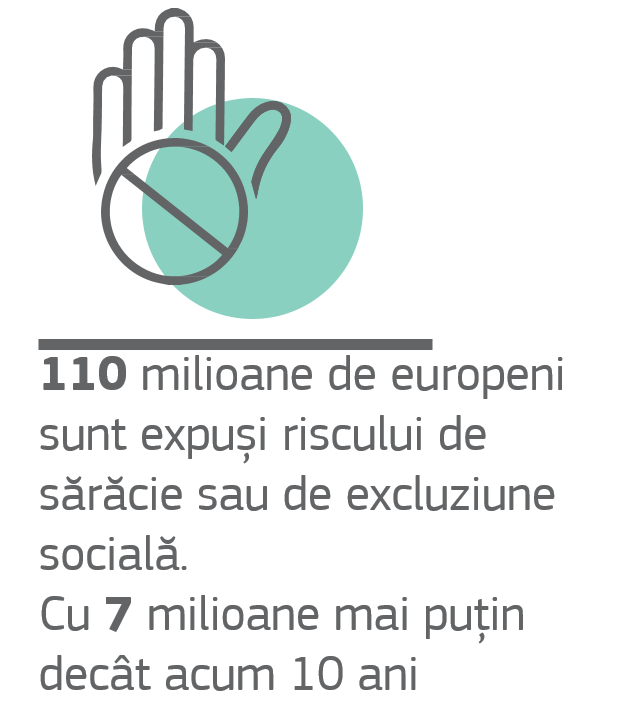 110 milioane de europeni
sunt expuși riscului de
sărăcie sau de excluziune
socială.
Cu 7 milioane mai puțin
decât acum 10 ani